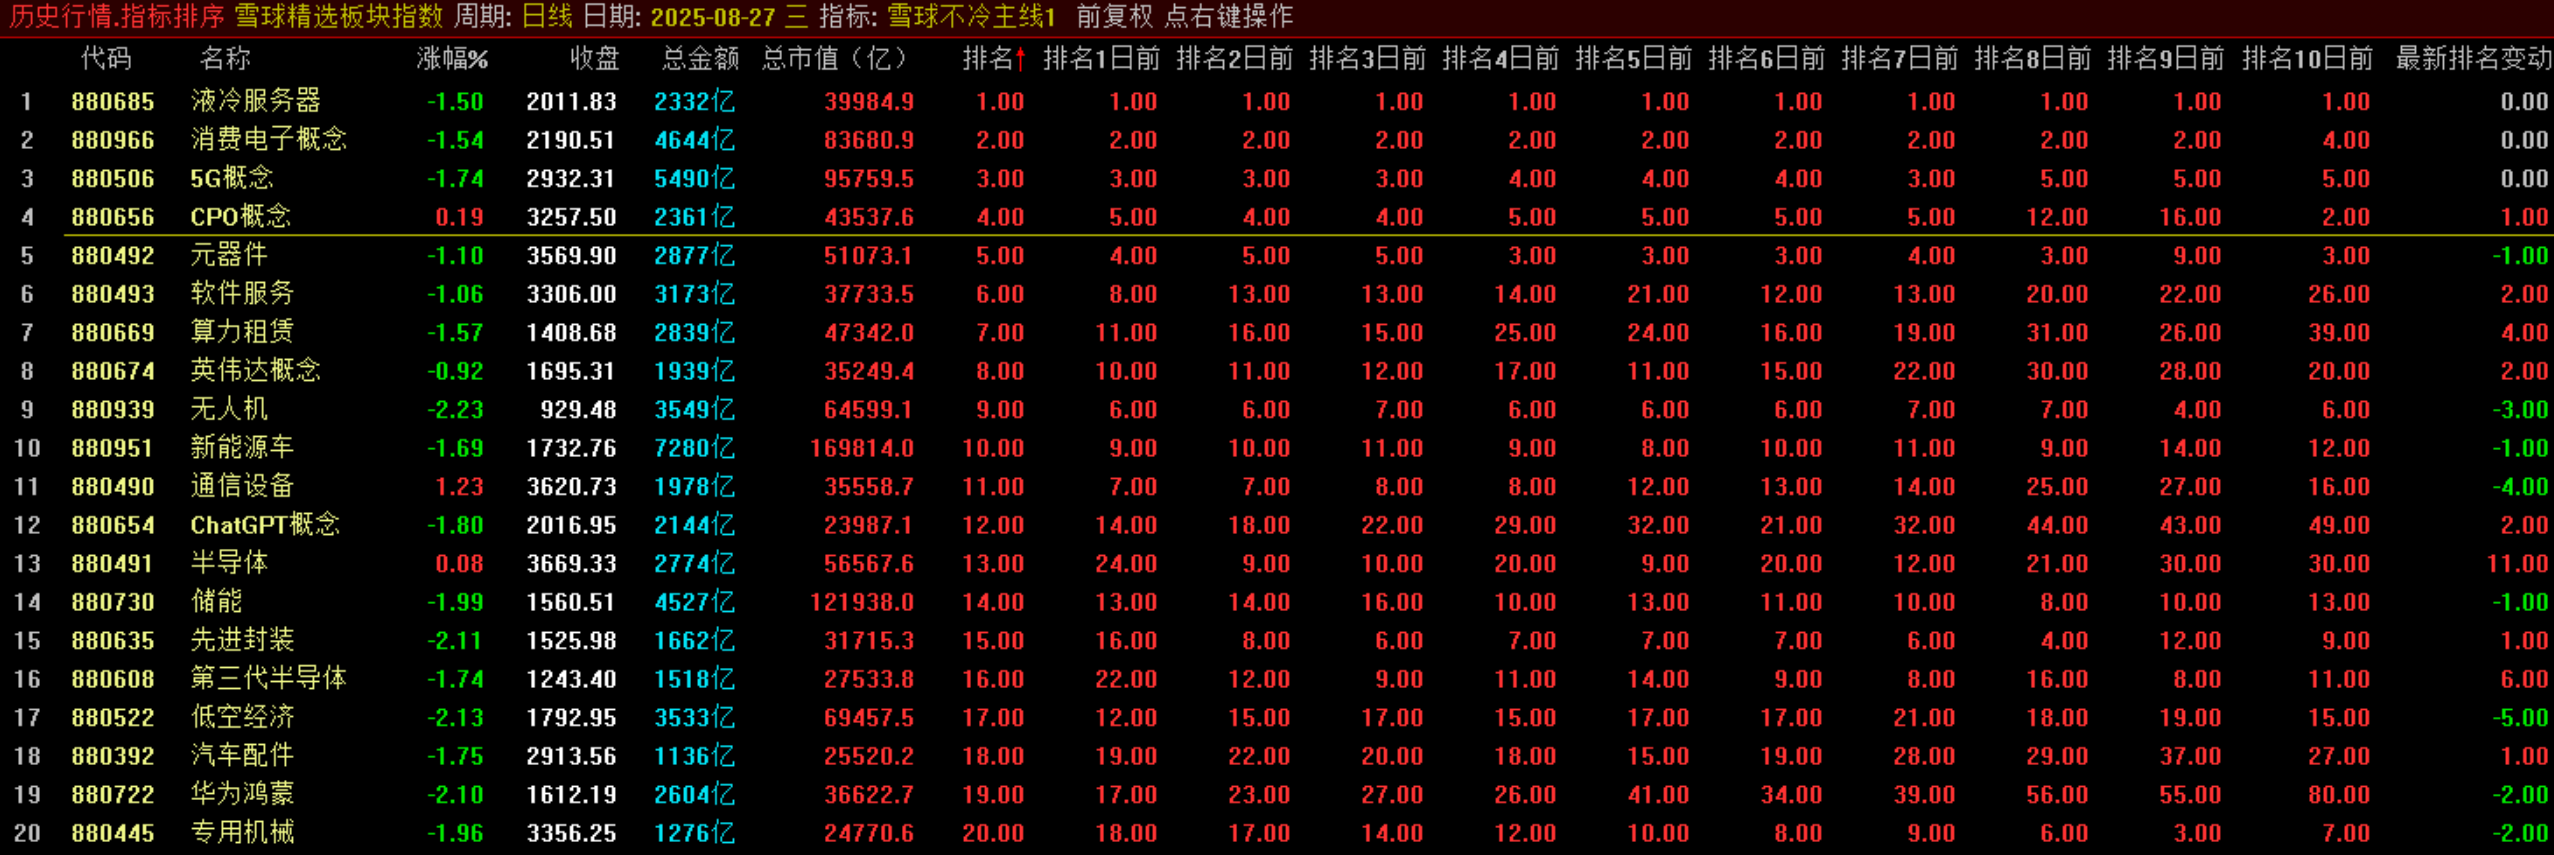 历史行情.指标排序 雪球精选板块指数 周期: 日线 日期: 2025-08-27 三 指标: 雪球不冷主线1 前复权 点右键操作
代码 名称 涨幅% 收盘 总金额 总市值(亿) 排名↑ 排名1日前 排名2日前 排名3日前 排名4日前 排名5日前 排名6日前 排名7日前 排名8日前 排名9日前 排名10日前 最新排名变动
1 880685 液冷服务器 -1.50 2011.83 2332亿 39984.9 1.00 1.00 1.00 1.00 1.00 1.00 1.00 1.00 1.00 1.00 1.00 0.00
2 880966 消费电子概念 -1.54 2190.51 4644亿 83680.9 2.00 2.00 2.00 2.00 2.00 2.00 2.00 2.00 2.00 2.00 4.00 0.00
3 880506 5G概念 -1.74 2932.31 5490亿 95759.5 3.00 3.00 3.00 3.00 4.00 4.00 4.00 3.00 5.00 5.00 5.00 0.00
4 880656 CPO概念 0.19 3257.50 2361亿 43537.6 4.00 5.00 4.00 4.00 5.00 5.00 5.00 5.00 12.00 16.00 2.00 1.00
5 880492 元器件 -1.10 3569.90 2877亿 51073.1 5.00 4.00 5.00 5.00 3.00 3.00 3.00 4.00 3.00 9.00 3.00 -1.00
6 880493 软件服务 -1.06 3306.00 3173亿 37733.5 6.00 8.00 13.00 13.00 14.00 21.00 12.00 13.00 20.00 22.00 26.00 2.00
7 880669 算力租赁 -1.57 1408.68 2839亿 47342.0 7.00 11.00 16.00 15.00 25.00 24.00 16.00 19.00 31.00 26.00 39.00 4.00
8 880674 英伟达概念 -0.92 1695.31 1939亿 35249.4 8.00 10.00 11.00 12.00 17.00 11.00 15.00 22.00 30.00 28.00 20.00 2.00
9 880939 无人机 -2.23 929.48 3549亿 64599.1 9.00 6.00 6.00 7.00 6.00 6.00 6.00 7.00 7.00 4.00 6.00 -3.00
10 880951 新能源车 -1.69 1732.76 7280亿 169814.0 10.00 9.00 10.00 11.00 9.00 8.00 10.00 11.00 9.00 14.00 12.00 -1.00
11 880490 通信设备 1.23 3620.73 1978亿 35558.7 11.00 7.00 7.00 8.00 8.00 12.00 13.00 14.00 25.00 27.00 16.00 -4.00
12 880654 ChatGPT概念 -1.80 2016.95 2144亿 23987.1 12.00 14.00 18.00 22.00 29.00 32.00 21.00 32.00 44.00 43.00 49.00 2.00
13 880491 半导体 0.08 3669.33 2774亿 56567.6 13.00 24.00 9.00 10.00 20.00 9.00 20.00 12.00 21.00 30.00 30.00 11.00
14 880730 储能 -1.99 1560.51 4527亿 121938.0 14.00 13.00 14.00 16.00 10.00 13.00 11.00 10.00 8.00 10.00 13.00 -1.00
15 880635 先进封装 -2.11 1525.98 1662亿 31715.3 15.00 16.00 8.00 6.00 7.00 7.00 7.00 6.00 4.00 12.00 9.00 1.00
16 880608 第三代半导体 -1.74 1243.40 1518亿 27533.8 16.00 22.00 12.00 9.00 11.00 14.00 9.00 8.00 16.00 8.00 11.00 6.00
17 880522 低空经济 -2.13 1792.95 3533亿 69457.5 17.00 12.00 15.00 17.00 15.00 17.00 17.00 21.00 18.00 19.00 15.00 -5.00
18 880392 汽车配件 -1.75 2913.56 1136亿 25520.2 18.00 19.00 22.00 20.00 18.00 15.00 19.00 28.00 29.00 37.00 27.00 1.00
19 880722 华为鸿蒙 -2.10 1612.19 2604亿 36622.7 19.00 17.00 23.00 27.00 26.00 41.00 34.00 39.00 56.00 55.00 80.00 -2.00
20 880445 专用机械 -1.96 3356.25 1276亿 24770.6 20.00 18.00 17.00 14.00 12.00 10.00 8.00 9.00 6.00 3.00 7.00 -2.00